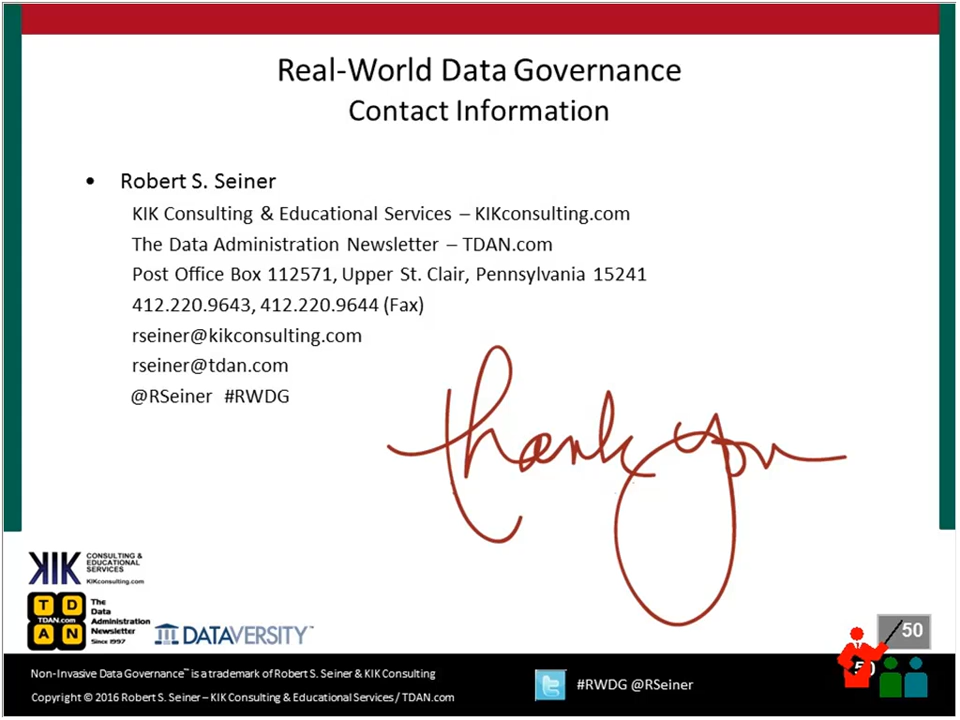 Real-World Data Governance
Contact Information
• Robert S. Seiner
KIK Consulting & Educational Services – KIKconsulting.com
The Data Administration Newsletter – TDAN.com
Post Office Box 112571, Upper St. Clair, Pennsylvania 15241
412.220.9643, 412.220.9644 (Fax)
rseiner@kikconsulting.com
rseiner@tdan.com
@RSeiner #RWDG
Thank you
KIK CONSULTING &
EDUCATIONAL
SERVICES
KIKconsulting.com
T D
TDAN.com
A N
The
Data
Administration
Newsletter
Since 1997
DATAVERSITY™
/ 50
50
Non-Invasive Data Governance™ is a trademark of Robert S. Seiner & KIK Consulting
Copyright © 2016 Robert S. Seiner – KIK Consulting & Educational Services / TDAN.com
#RWDG @RSeiner